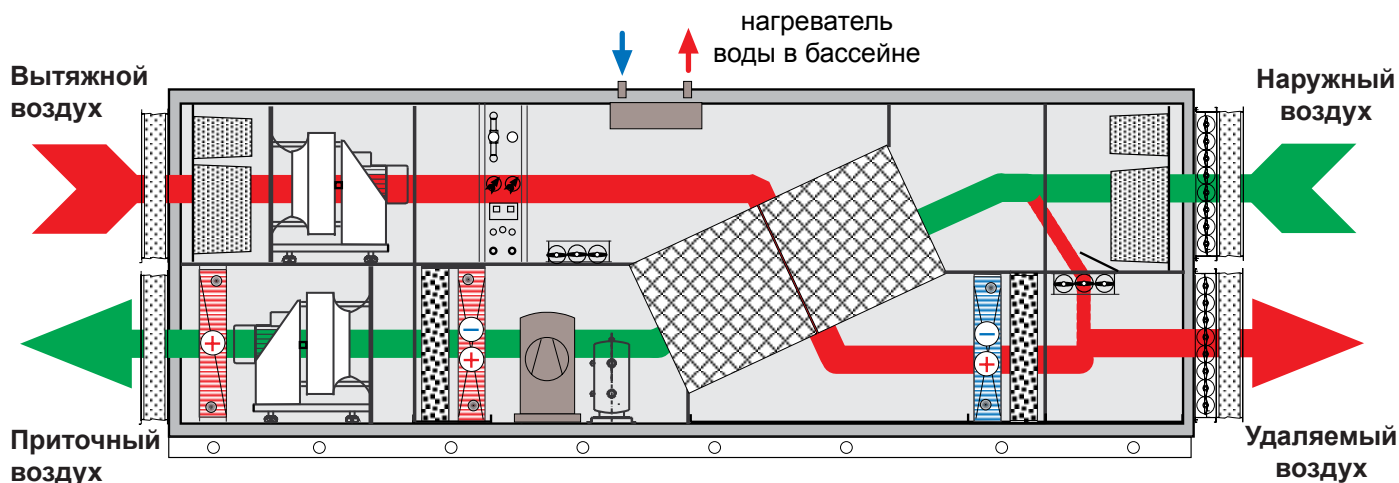 нагреватель
воды в бассейне
Вытяжной
воздух
Наружный
воздух
Приточный
воздух
Удаляемый
воздух